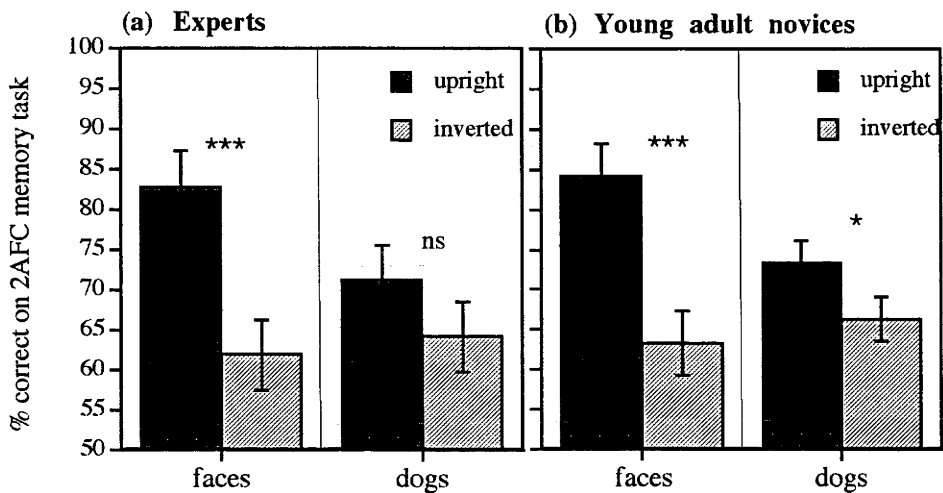 (a) Experts
(b) Young adult novices
% correct on 2AFC memory task
100
95
90
85
80
75
70
65
60
55
50
upright
inverted
***
ns
faces
dogs
upright
inverted
***
*
faces
dogs